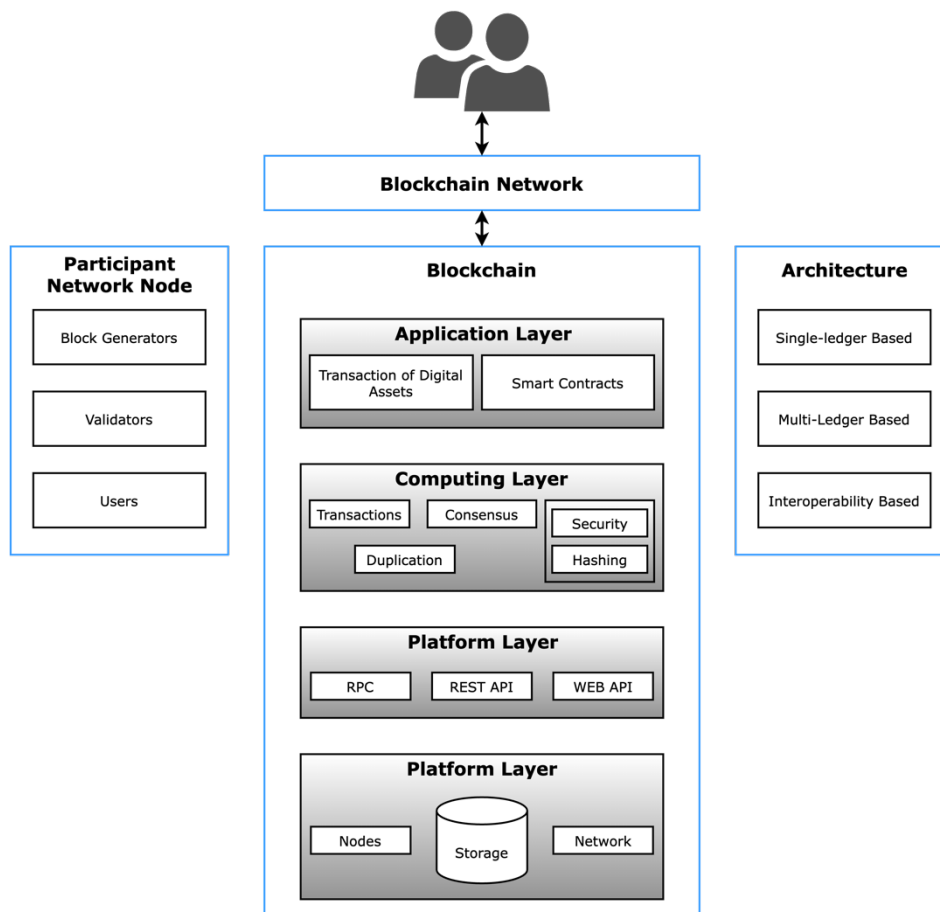 Blockchain Network
Participant
Network Node
Block Generators
Validators
Users
Blockchain
Application Layer
Transaction of Digital
Assets
Smart Contracts
Computing Layer
Transactions
Consensus
Security
Duplication
Hashing
Platform Layer
RPC
REST API
WEB API
Platform Layer
Nodes
Storage
Network
Architecture
Single-ledger Based
Multi-Ledger Based
Interoperability Based